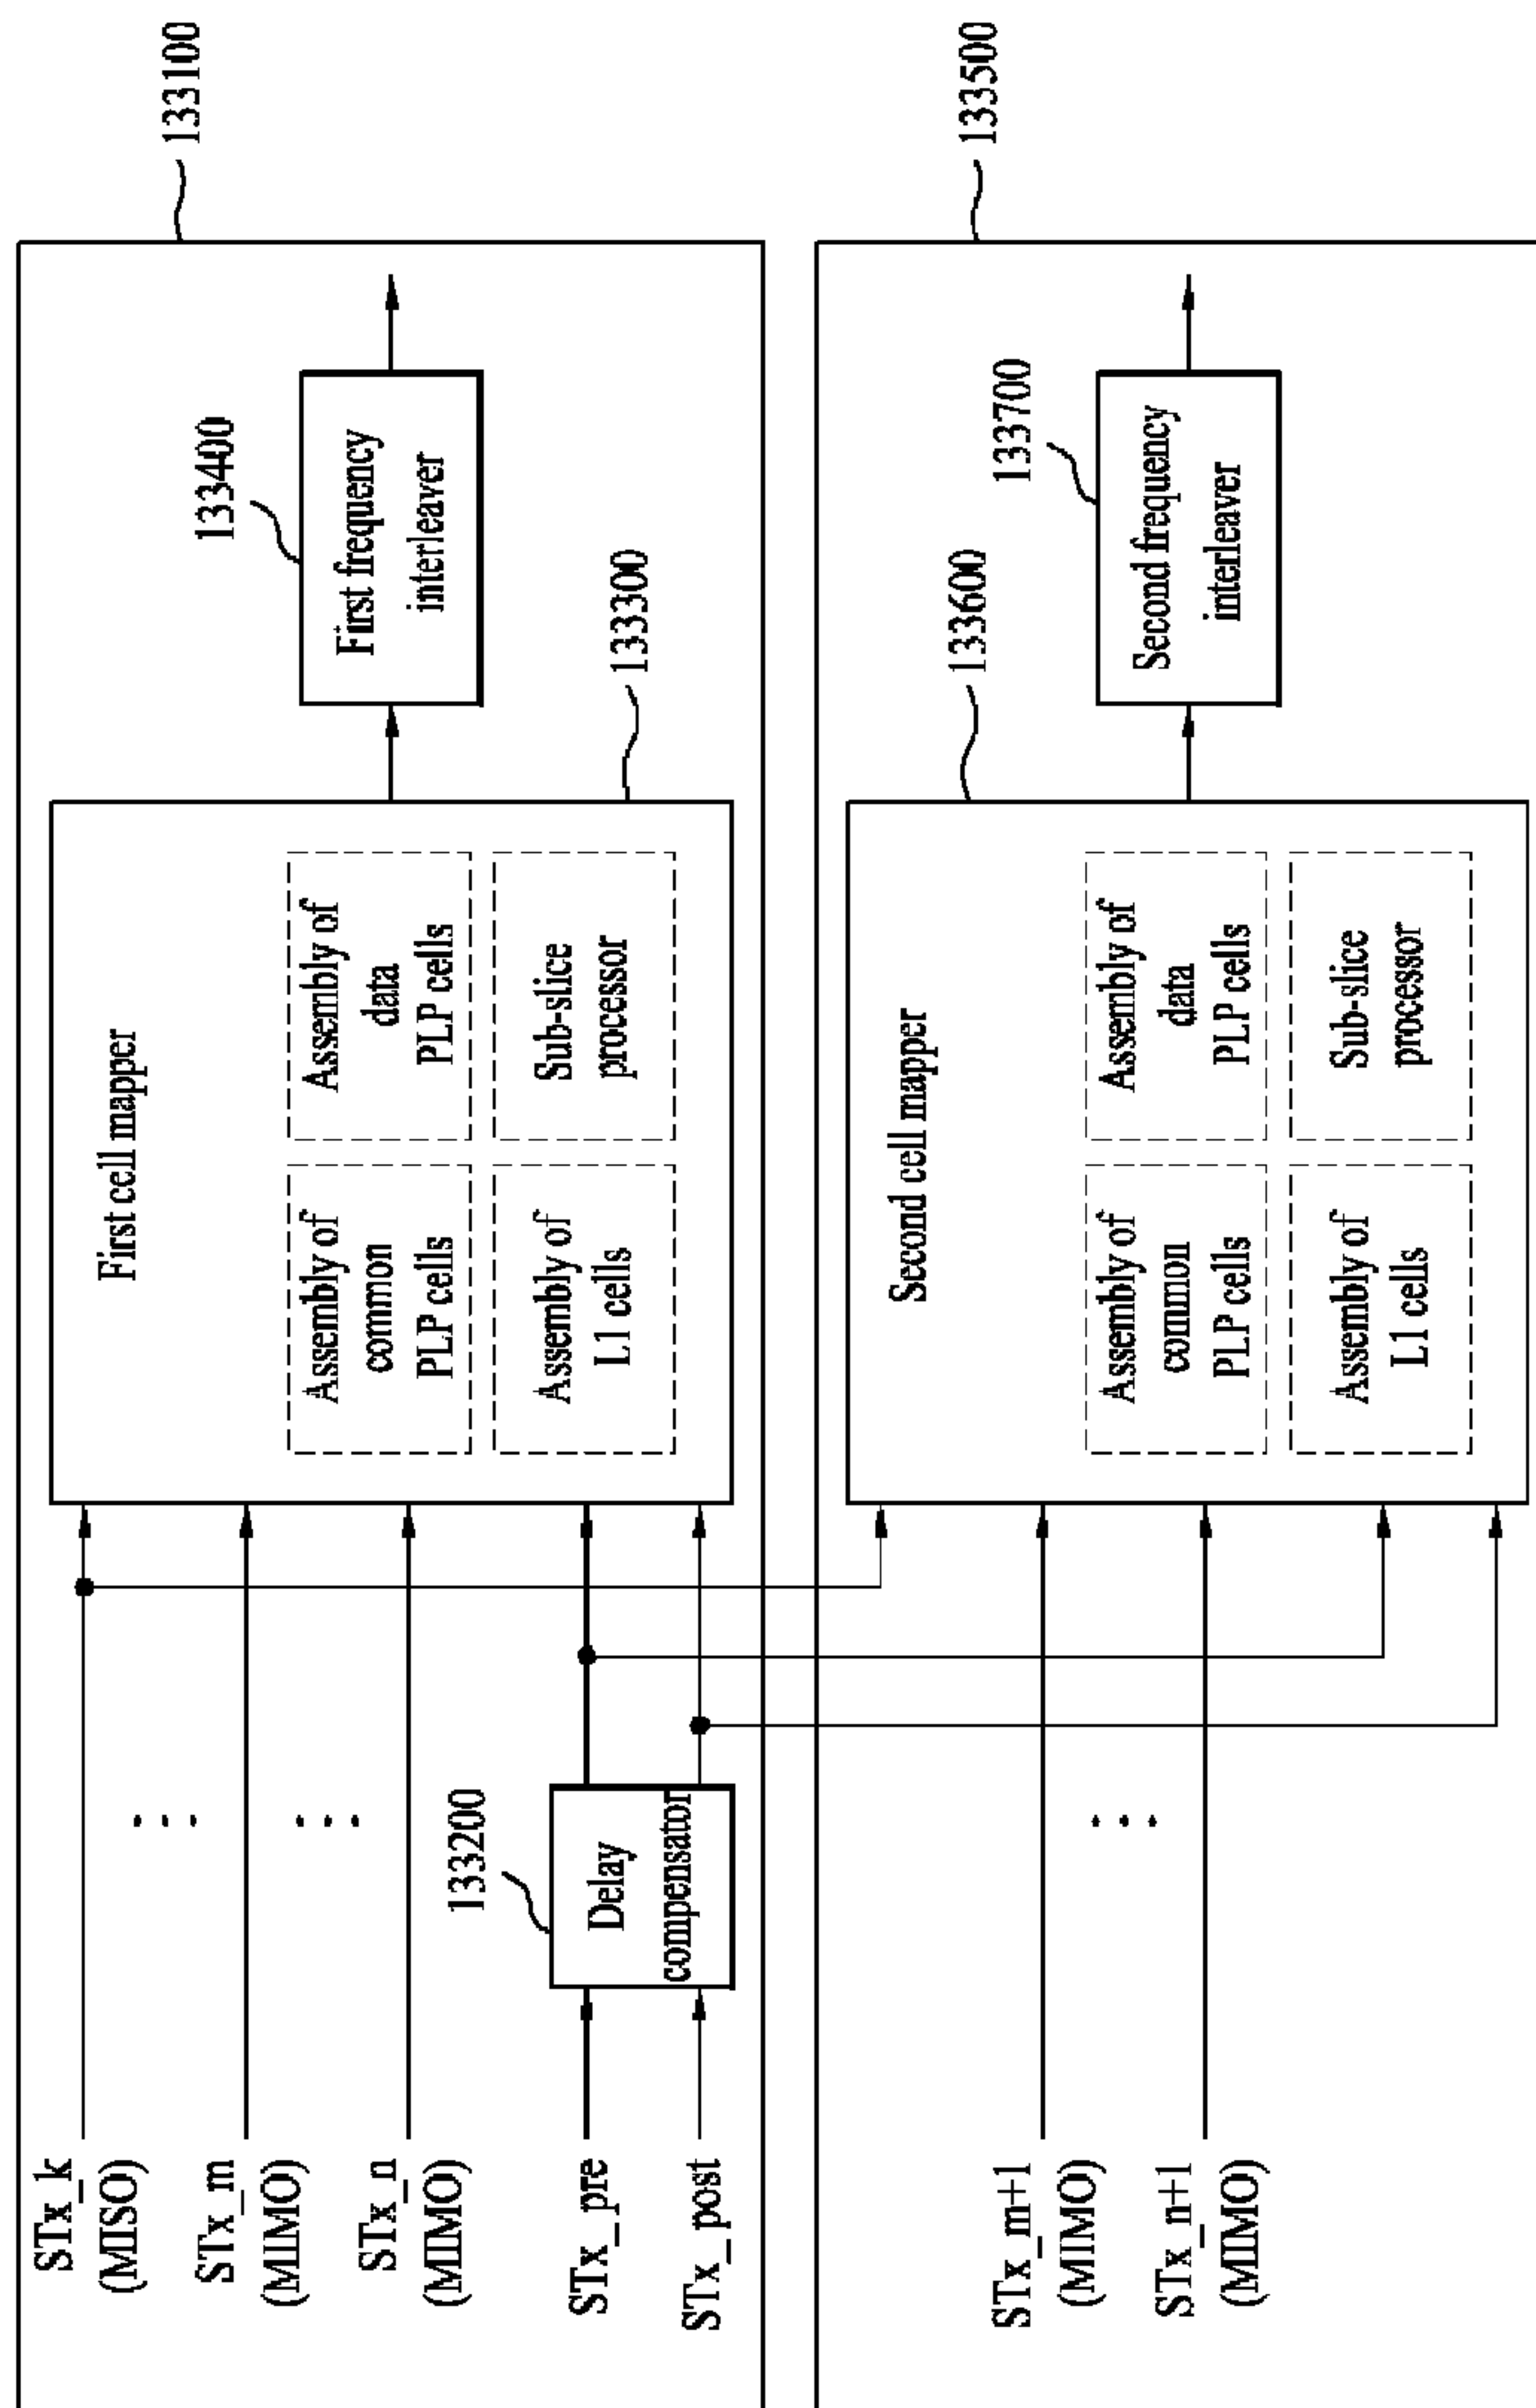 133100
STx_k
(MISO)
STx_m
(MIMO)
STx_n
(MIMO)
STx_pre
STx_post
133200
Delay
compensator
First cell mapper
Assembly of
common
PLP cells
Assembly of
data
PLP cells
Assembly of
L1 cells
Sub-slice
processor
133300
133400
First frequency
interleaver
133500
STx_m+1
(MIMO)
STx_n+1
(MIMO)
Second cell mapper
Assembly of
common
PLP cells
Assembly of
data
PLP cells
Assembly of
L1 cells
Sub-slice
processor
133600
133700
Second frequency
interleaver